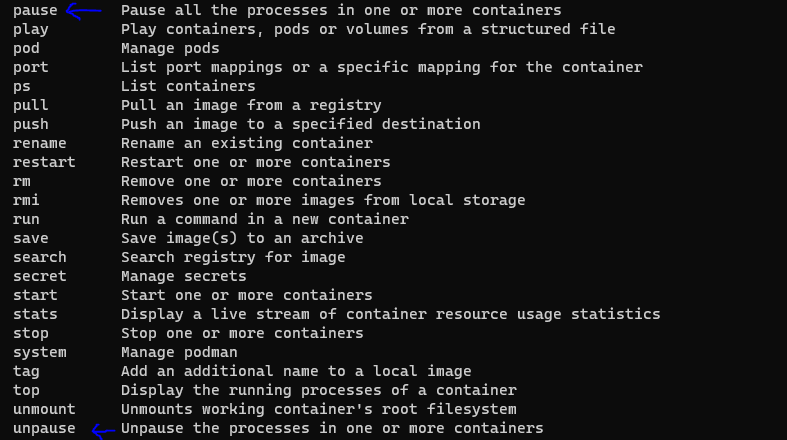 pause Pause all the processes in one or more containers
play Play containers, pods or volumes from a structured file
pod Manage pods
port List port mappings or a specific mapping for the container
ps List containers
pull Pull an image from a registry
push Push an image to a specified destination
rename Rename an existing container
restart Restart one or more containers
rm Remove one or more containers
rmi Removes one or more images from local storage
run Run a command in a new container
save Save image(s) to an archive
search Search registry for image
secret Manage secrets
start Start one or more containers
stats Display a live stream of container resource usage statistics
stop Stop one or more containers
system Manage podman
tag Add an additional name to a local image
top Display the running processes of a container
unmount Unmounts working container's root filesystem
unpause Unpause the processes in one or more containers